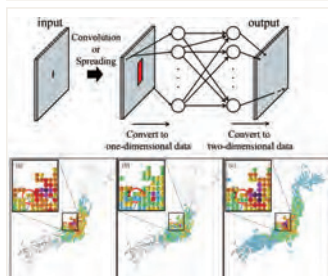 input
output
Convolution
or
Spreading
Convert to
one-dimensional data
Convert to
two-dimensional data
(a)
(b)
(c)